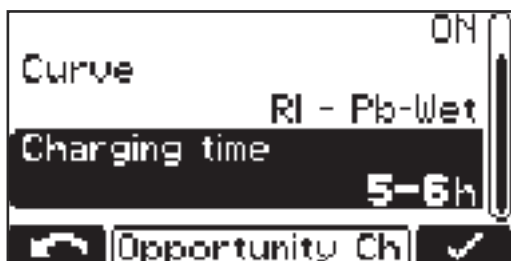 ON
Curve
RI - Pb-Wet
Charging time
5-6h
Opportunity Ch